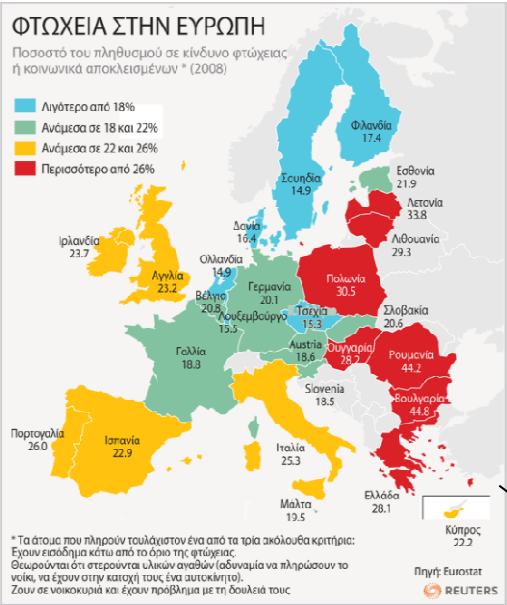 ΦΤΩΧΕΙΑ ΣΤΗΝ ΕΥΡΩΠΗ
Ποσοστό του πληθυσμού σε κίνδυνο φτώχειας
ή κοινωνικά αποκλεισμένων * (2008)
Λιγότερο από 18%
Ανάμεσα σε 18 και 22%
Ανάμεσα σε 22 και 26%
Περισσότερο από 26%
Φιλανδία
17.4
Σουηδία
14.9
Εσθονία
21.9
Λετονία
33.8
Λιθουανία
29.3
Δανία
16.4
Ιρλανδία
23.7
Αγγλία
23.2
Ολλανδία
14.9
Βέλγιο
20.8
Λουξεμβούργο
15.5
Γερμανία
20.1
Πολωνία
30.5
Τσεχία
15.3
Σλοβακία
20.6
Austria
18.6
Ουγγαρία
28.2
Ρουμανία
44.2
Γαλλία
18.8
Slovenia
18.5
Βουλγαρία
44.8
Πορτογαλία
26.0
Ισπανία
22.9
Ιταλία
25.3
Μάλτα
19.5
Ελλάδα
28.1
Κύπρος
22.2
* Τα άτομα που πληρούν τουλάχιστον ένα από τα τρία ακόλουθα κριτήρια:
Έχουν εισόδημα κάτω από το όριο της φτώχειας.
Θεωρούνται ότι στερούνται υλικών αγαθών (αδυναμία να πληρώσουν το
νοίκι, να έχουν στην κατοχή τους ένα αυτοκίνητο).
Ζουν σε νοικοκυριά και έχουν πρόβλημα με τη δουλειά τους
Πηγή: Eurostat
REUTERS